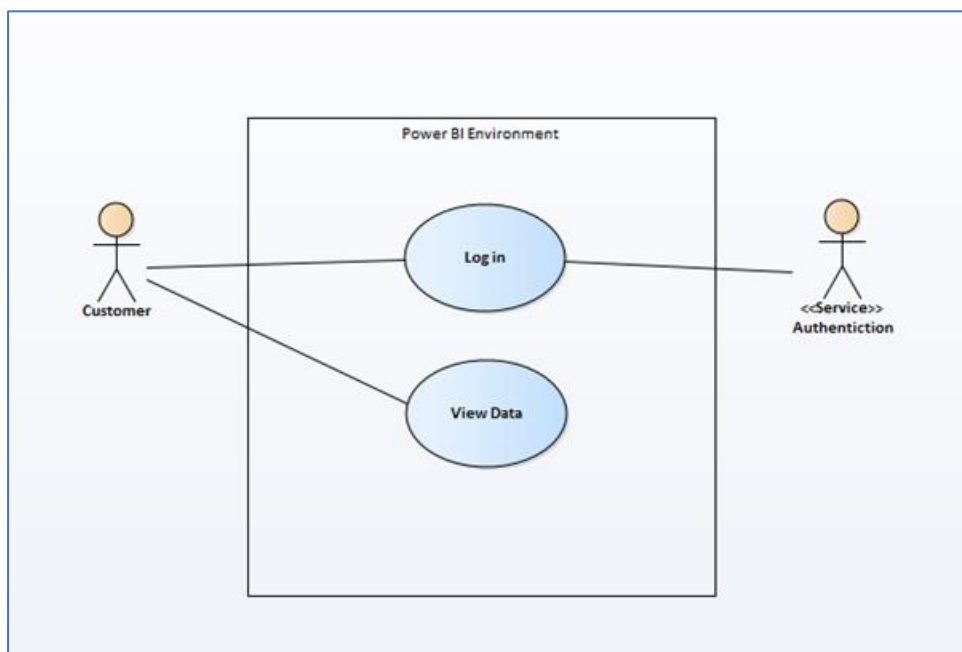 Power BI Environment
Log in
Customer
<<Service>>
Authentiction
View Data